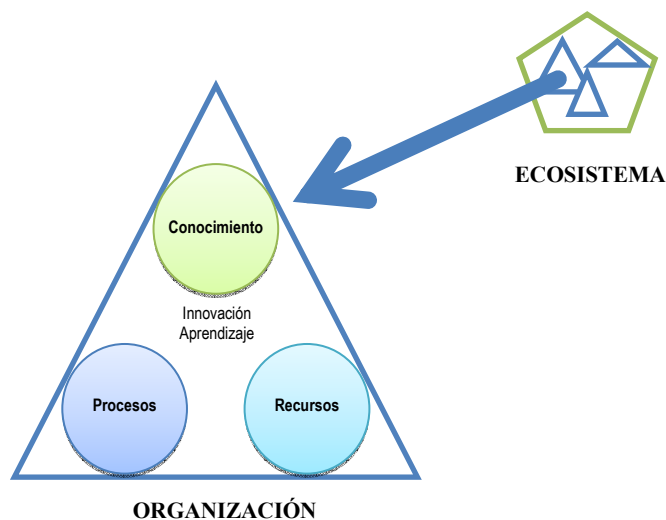 ECOSISTEMA
Conocimiento
Innovación
Aprendizaje
Procesos
Recursos
ORGANIZACIÓN